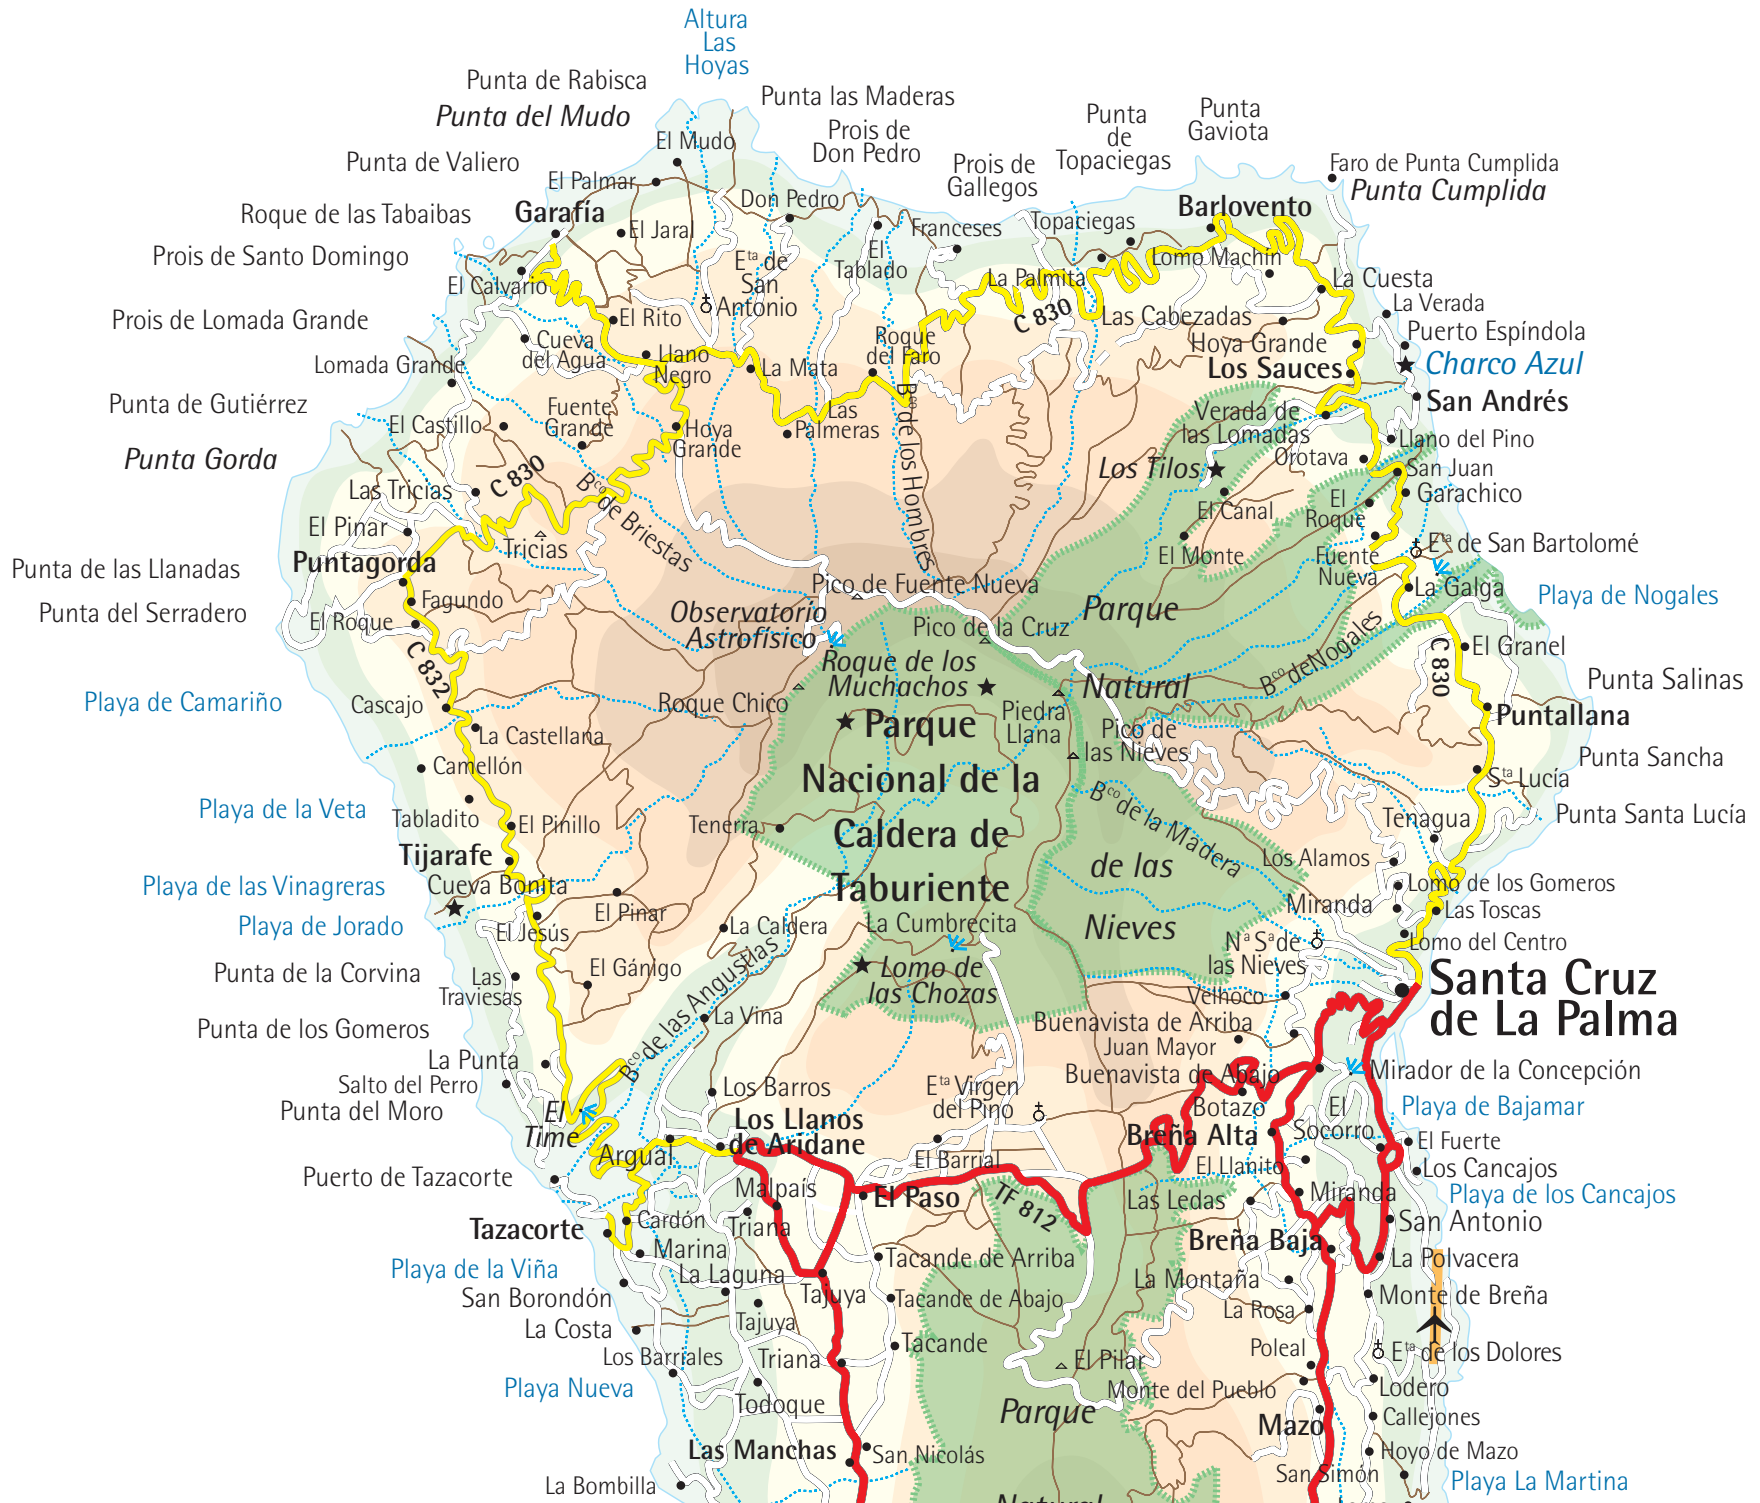 Altura
Las
Hoyas
Punta de Rabisca
Punta del Mudo
Punta las Maderas
Prois de
Don Pedro
Punta
de
Topaciegas
Punta
Gaviota
El Mudo
Punta de Valiero
Prois de
Gallegos
Faro de Punta Cumplida
Punta Cumplida
El Palmar
Don Pedro
Roque de las Tabaibas
Garafía
El Jaral
Franceses
Topaciegas
Barlovento
Prois de Santo Domingo
El
Tablado
Eta de
San
Antonio
Lomo Machín
El Calvario
La Palmita
La Cuesta
La Verada
Prois de Lomada Grande
El Rito
C 830
Las Cabezadas
Puerto Espíndola
Cueva
del Agua
Llano
Negro
Roque
del Faro
Hoya Grande
Lomada Grande
La Mata
Los Sauces
Charco Azul
Punta de Gutiérrez
Fuente
Grande
Las
Palmeras
Verada de
las Lomadas
San Andrés
El Castillo
Hoya
Grande
Bco de los Hombres
Llano del Pino
Punta Gorda
C 830
Los Tilos
Orotava
San Juan
Las Tricias
Bco de Briestas
El Canal
El
Roque
Garachico
El Pinar
Tricias
El Monte
Fuente
Nueva
Eta de San Bartolomé
Puntagorda
Punta de las Llanadas
Pico de Fuente Nueva
La Galga
Playa de Nogales
Fagundo
Punta del Serradero
El Roque
Observatorio
Astrofísico
Parque
Pico de la Cruz
Bco de Nogales
C 830
El Granel
C 832
Roque de los
Muchachos
Natural
Punta Salinas
Playa de Camariño
Cascajo
Roque Chico
Piedra
Llana
Puntallana
La Castellana
Parque
Nacional de la
Caldera de
Taburiente
Pico de
las Nieves
Punta Sancha
Camellón
Sta Lucía
Playa de la Veta
Tabladito
El Pinillo
Tenerra
Bco de la Madera
Tenagua
Punta Santa Lucía
Tijarafe
de las
Los Alamos
Playa de las Vinagreras
Cueva Bonita
Lomo de los Gomeros
Miranda
Las Toscas
Playa de Jorado
El Jesús
El Pinar
La Caldera
La Cumbrecita
Nieves
Na Sa de
las Nieves
Lomo del Centro
Punta de la Corvina
Las
Traviesas
El Gánigo
Bco de las Angustias
Lomo de
las Chozas
Velhoco
Santa Cruz
de La Palma
Punta de los Gomeros
La Vina
Buenavista de Arriba
Juan Mayor
La Punta
Buenavista de Abajo
Mirador de la Concepción
Salto del Perro
Los Barros
Eta Virgen
del Pino
Botazo
El
Socorro
Playa de Bajamar
Punta del Moro
El
Time
Los Llanos
de Aridane
Breña Alta
El Fuerte
Argual
El Barrial
El Llanito
Los Cancajos
Puerto de Tazacorte
Malpaís
El Paso
TF 812
Las Ledas
Miranda
Playa de los Cancajos
Tazacorte
Cardón
Triana
San Antonio
Marina
Breña Baja
Playa de la Viña
La Laguna
Tacande de Arriba
La Polvacera
La Montaña
San Borondón
Tajuya
Tacande de Abajo
La Rosa
Monte de Breña
La Costa
Tajuya
Tacande
Poleal
Eta de los Dolores
Los Barriales
Triana
El Pilar
Playa Nueva
Monte del Pueblo
Lodero
Todoque
Parque
Mazo
Callejones
Las Manchas
San Nicolás
Hoyo de Mazo
La Bombilla
San Simón
Playa La Martina
Natural